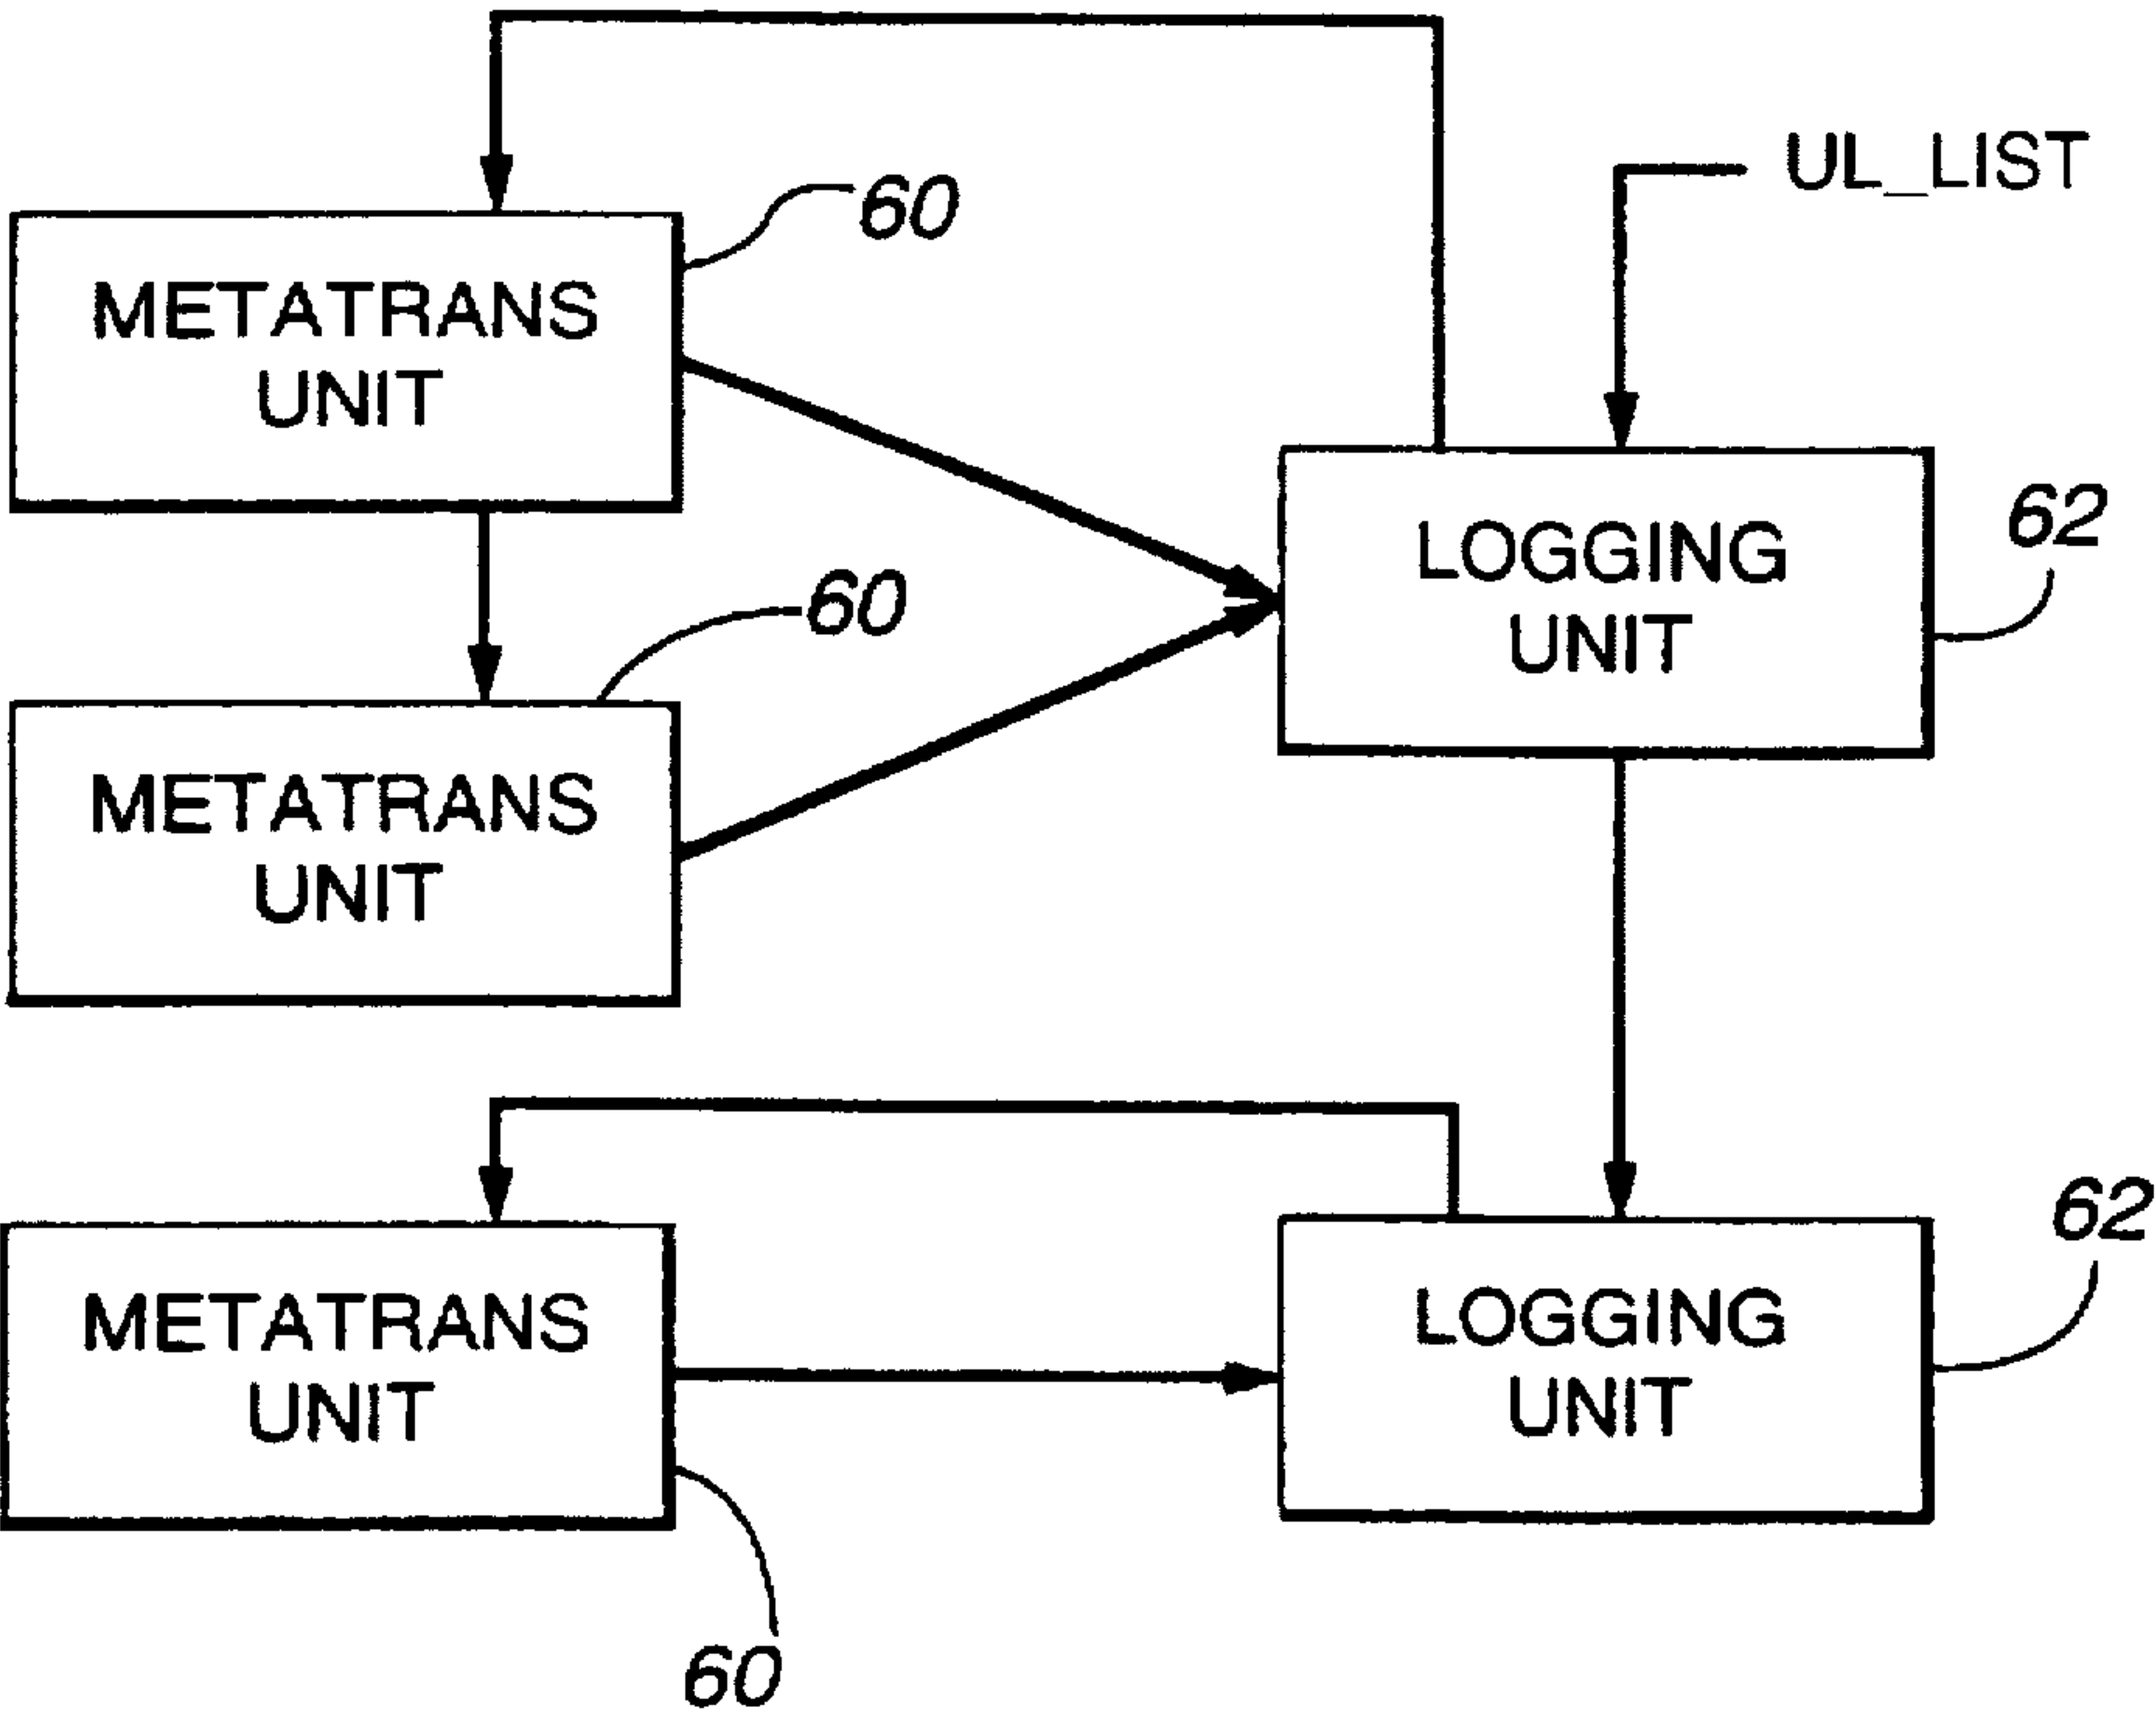 UL_LIST
60
METATRANS
UNIT
62
LOGGING
UNIT
60
METATRANS
UNIT
62
METATRANS
UNIT
LOGGING
UNIT
60